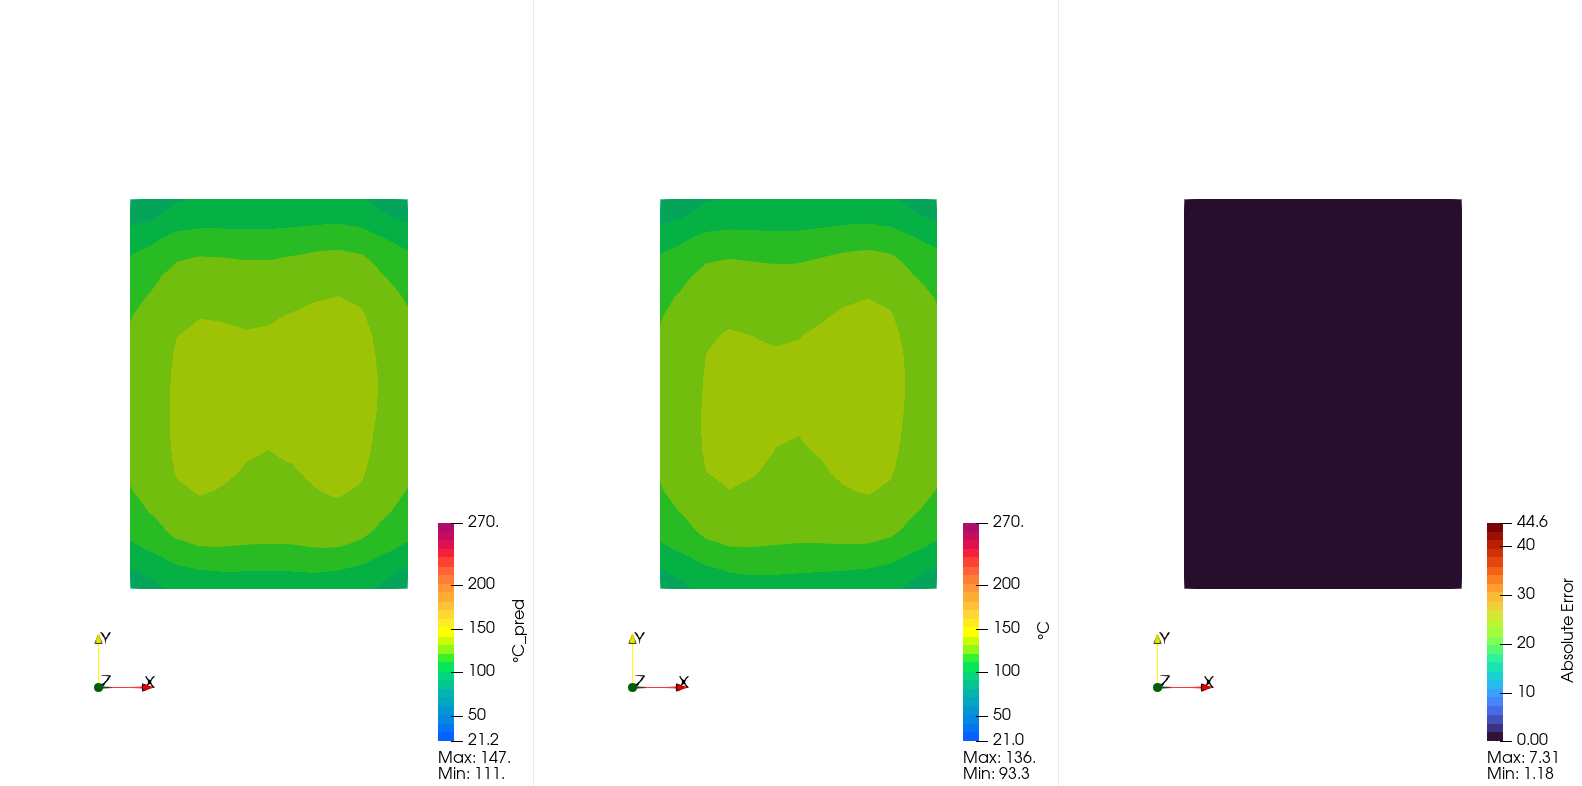 270.
200
150
100
50
21.2
°C_pred
Max: 147.
Min: 111.
Y
Z
X
270.
200
150
100
50
21.0
°C
Max: 136.
Min: 93.3
Y
Z
X
44.6
40
30
20
10
0.00
Absolute Error
Max: 7.31
Min: 1.18
Y
Z
X